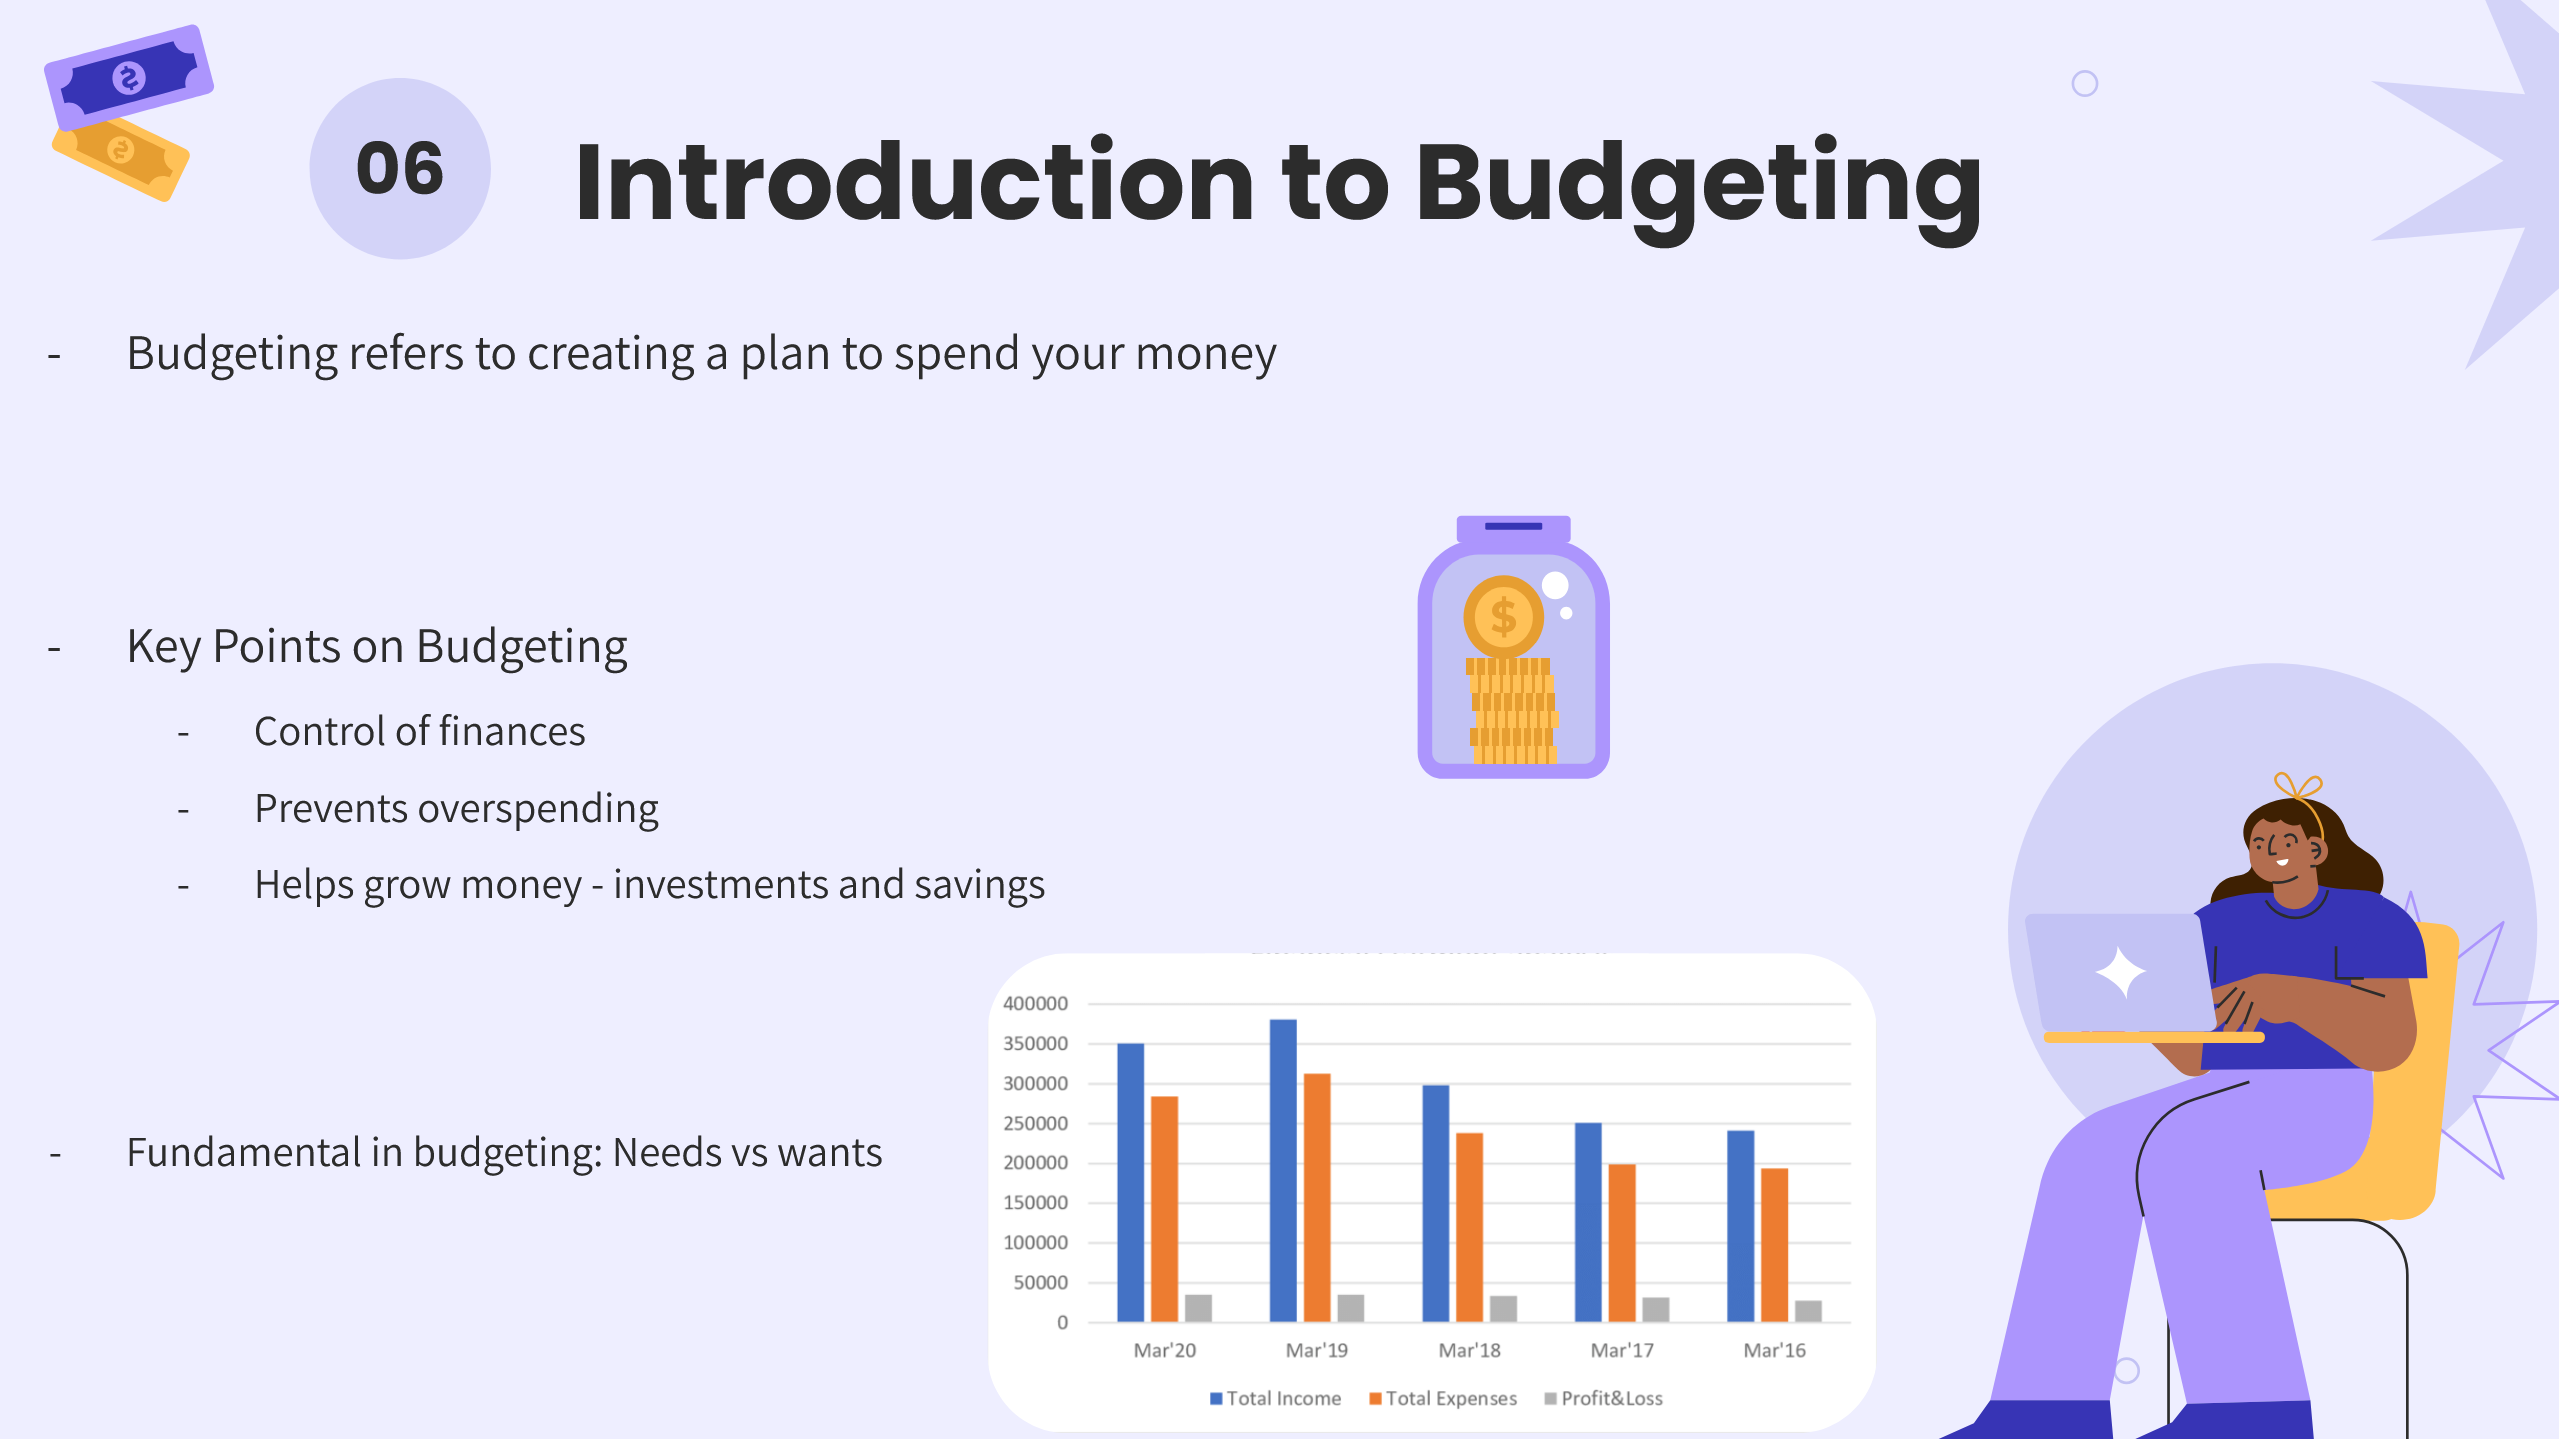 06
Introduction to Budgeting
- Budgeting refers to creating a plan to spend your money
- Key Points on Budgeting
- Control of finances
- Prevents overspending
- Helps grow money - investments and savings
- Fundamental in budgeting: Needs vs wants
400000
350000
300000
250000
200000
150000
100000
50000
0
Mar'20 Mar'19 Mar'18 Mar'17 Mar'16
Total Income Total Expenses Profit&Loss